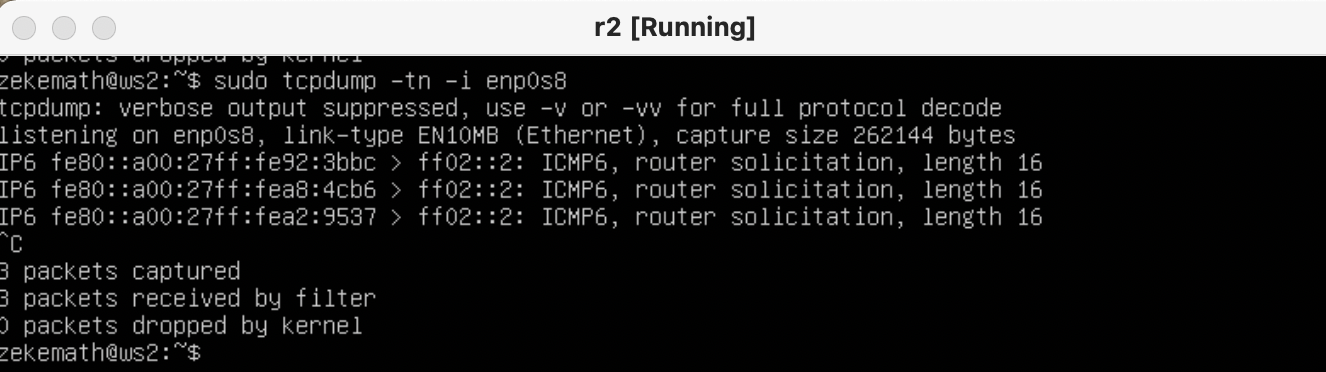 r2 [Running]
packets dropped by kernel
zekemath@ws2:~$ sudo tcpdump -tn -i enp0s8
tcpdump: verbose output suppressed, use -v or -vv for full protocol decode
listening on enp0s8, link-type EN10MB (Ethernet), capture size 262144 bytes
IP6 fe80::a00:27ff:fe92:3bbc > ff02::2: ICMP6, router solicitation, length 16
IP6 fe80::a00:27ff:fea8:4cb6 > ff02::2: ICMP6, router solicitation, length 16
IP6 fe80::a00:27ff:fea2:9537 > ff02::2: ICMP6, router solicitation, length 16
^C
3 packets captured
3 packets received by filter
0 packets dropped by kernel
zekemath@ws2:~$